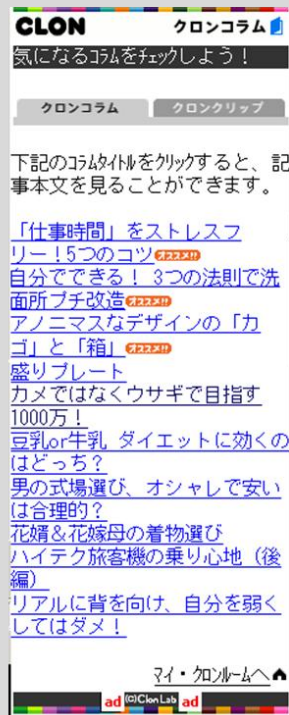 CLON クロンコラム
気になるｺﾗﾑをﾁｪｯｸしよう！
クロンコラム クロンクリップ
下記のｺﾗﾑﾀｲﾄﾙをｸﾘｯｸすると、記
事本文を見ることができます。
「仕事時間」をストレスフ
リー！5つのコツ ｵｽｽﾒ!!
自分でできる！ 3つの法則で洗
面所プチ改造 ｵｽｽﾒ!!
アノニマスなデザインの「カ
ゴ」と「箱」 ｵｽｽﾒ!!
盛りプレート
カメではなくウサギで目指す
1000万！
豆乳or牛乳 ダイエットに効くの
はどっち？
男の式場選び、オシャレで安い
は合理的？
花婿＆花嫁母の着物選び
ハイテク旅客機の乗り心地（後
編）
リアルに背を向け、自分を弱く
してはダメ！
マイ・ｸﾛﾝﾙｰﾑへ
ad (C)ClonLab ad